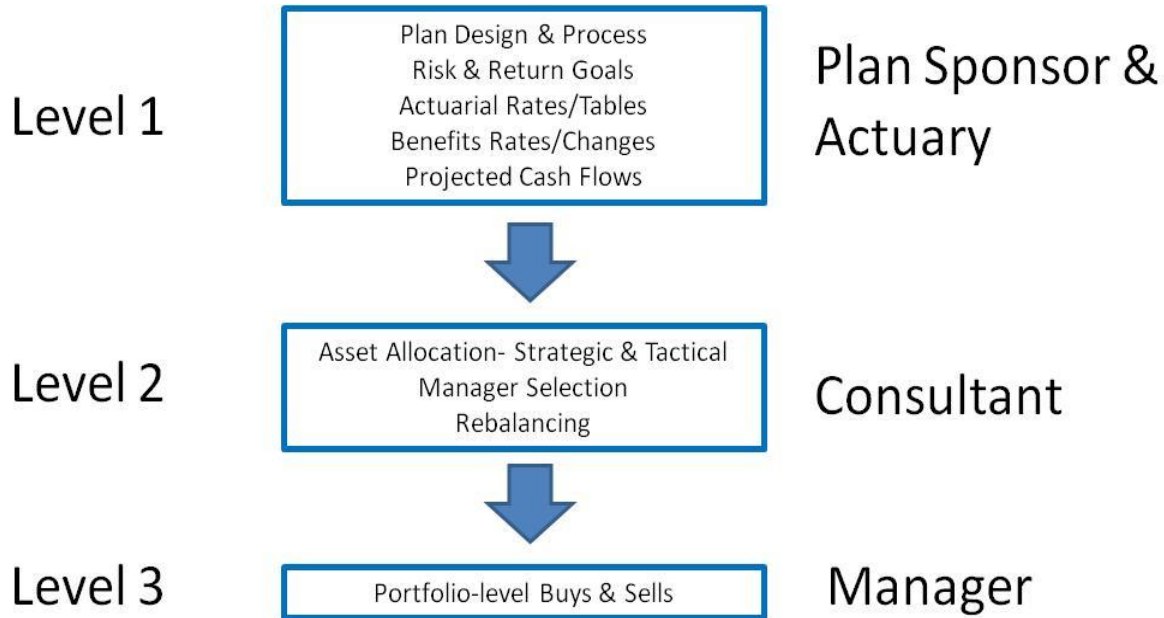 Level 1
Plan Design & Process
Risk & Return Goals
Actuarial Rates/Tables
Benefits Rates/Changes
Projected Cash Flows
Plan Sponsor &
Actuary
Level 2
Asset Allocation- Strategic & Tactical
Manager Selection
Rebalancing
Consultant
Level 3
Portfolio-level Buys & Sells
Manager